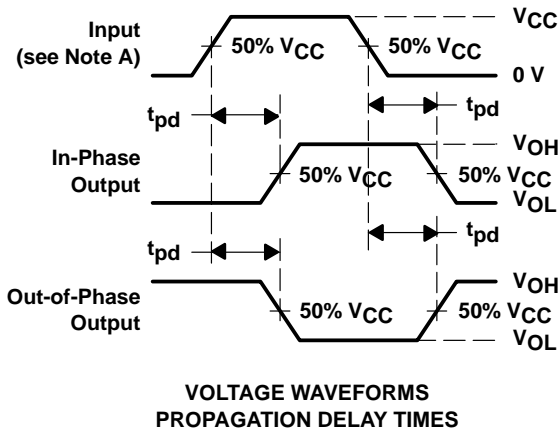 Input
(see Note A)
50% VCC
50% VCC
VCC
0 V
tpd
tpd
In-Phase
Output
50% VCC
VOH
50% VCC
VOL
tpd
tpd
Out-of-Phase
Output
50% VCC
VOH
50% VCC
VOL
VOLTAGE WAVEFORMS
PROPAGATION DELAY TIMES